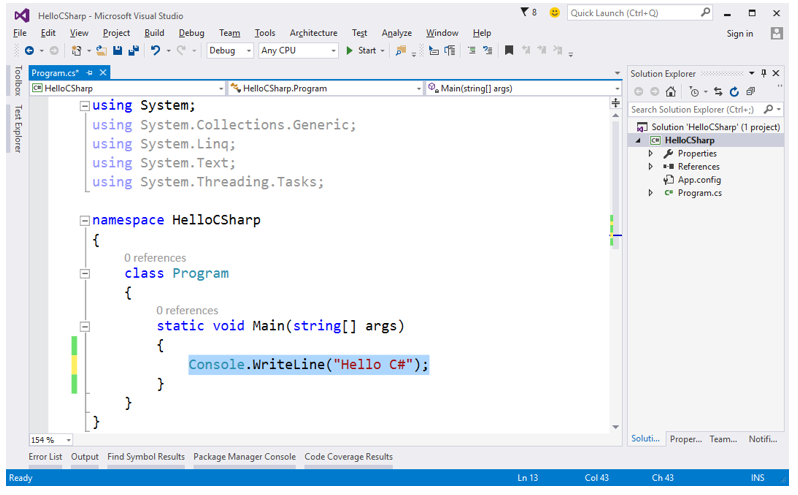 HelloCSharp - Microsoft Visual Studio
8
Quick Launch (Ctrl+Q)
File Edit View Project Build Debug Team Tools Architecture Test Analyze Window Help
Sign in
Debug Any CPU Start
Toolbox
Test Explorer
Program.cs*
HelloCSharp HelloCSharp.Program Main(string[] args)
using System;
using System.Collections.Generic;
using System.Linq;
using System.Text;
using System.Threading.Tasks;
namespace HelloCSharp
{
0 references
class Program
{
0 references
static void Main(string[] args)
{
Console.WriteLine("Hello C#");
}
}
}
154 %
Solution Explorer
Search Solution Explorer (Ctrl+;)
Solution 'HelloCSharp' (1 project)
C# HelloCSharp
Properties
References
App.config
C# Program.cs
Soluti... Proper... Team... Notifi...
Error List Output Find Symbol Results Package Manager Console Code Coverage Results
Ready Ln 13 Col 43 Ch 43 INS